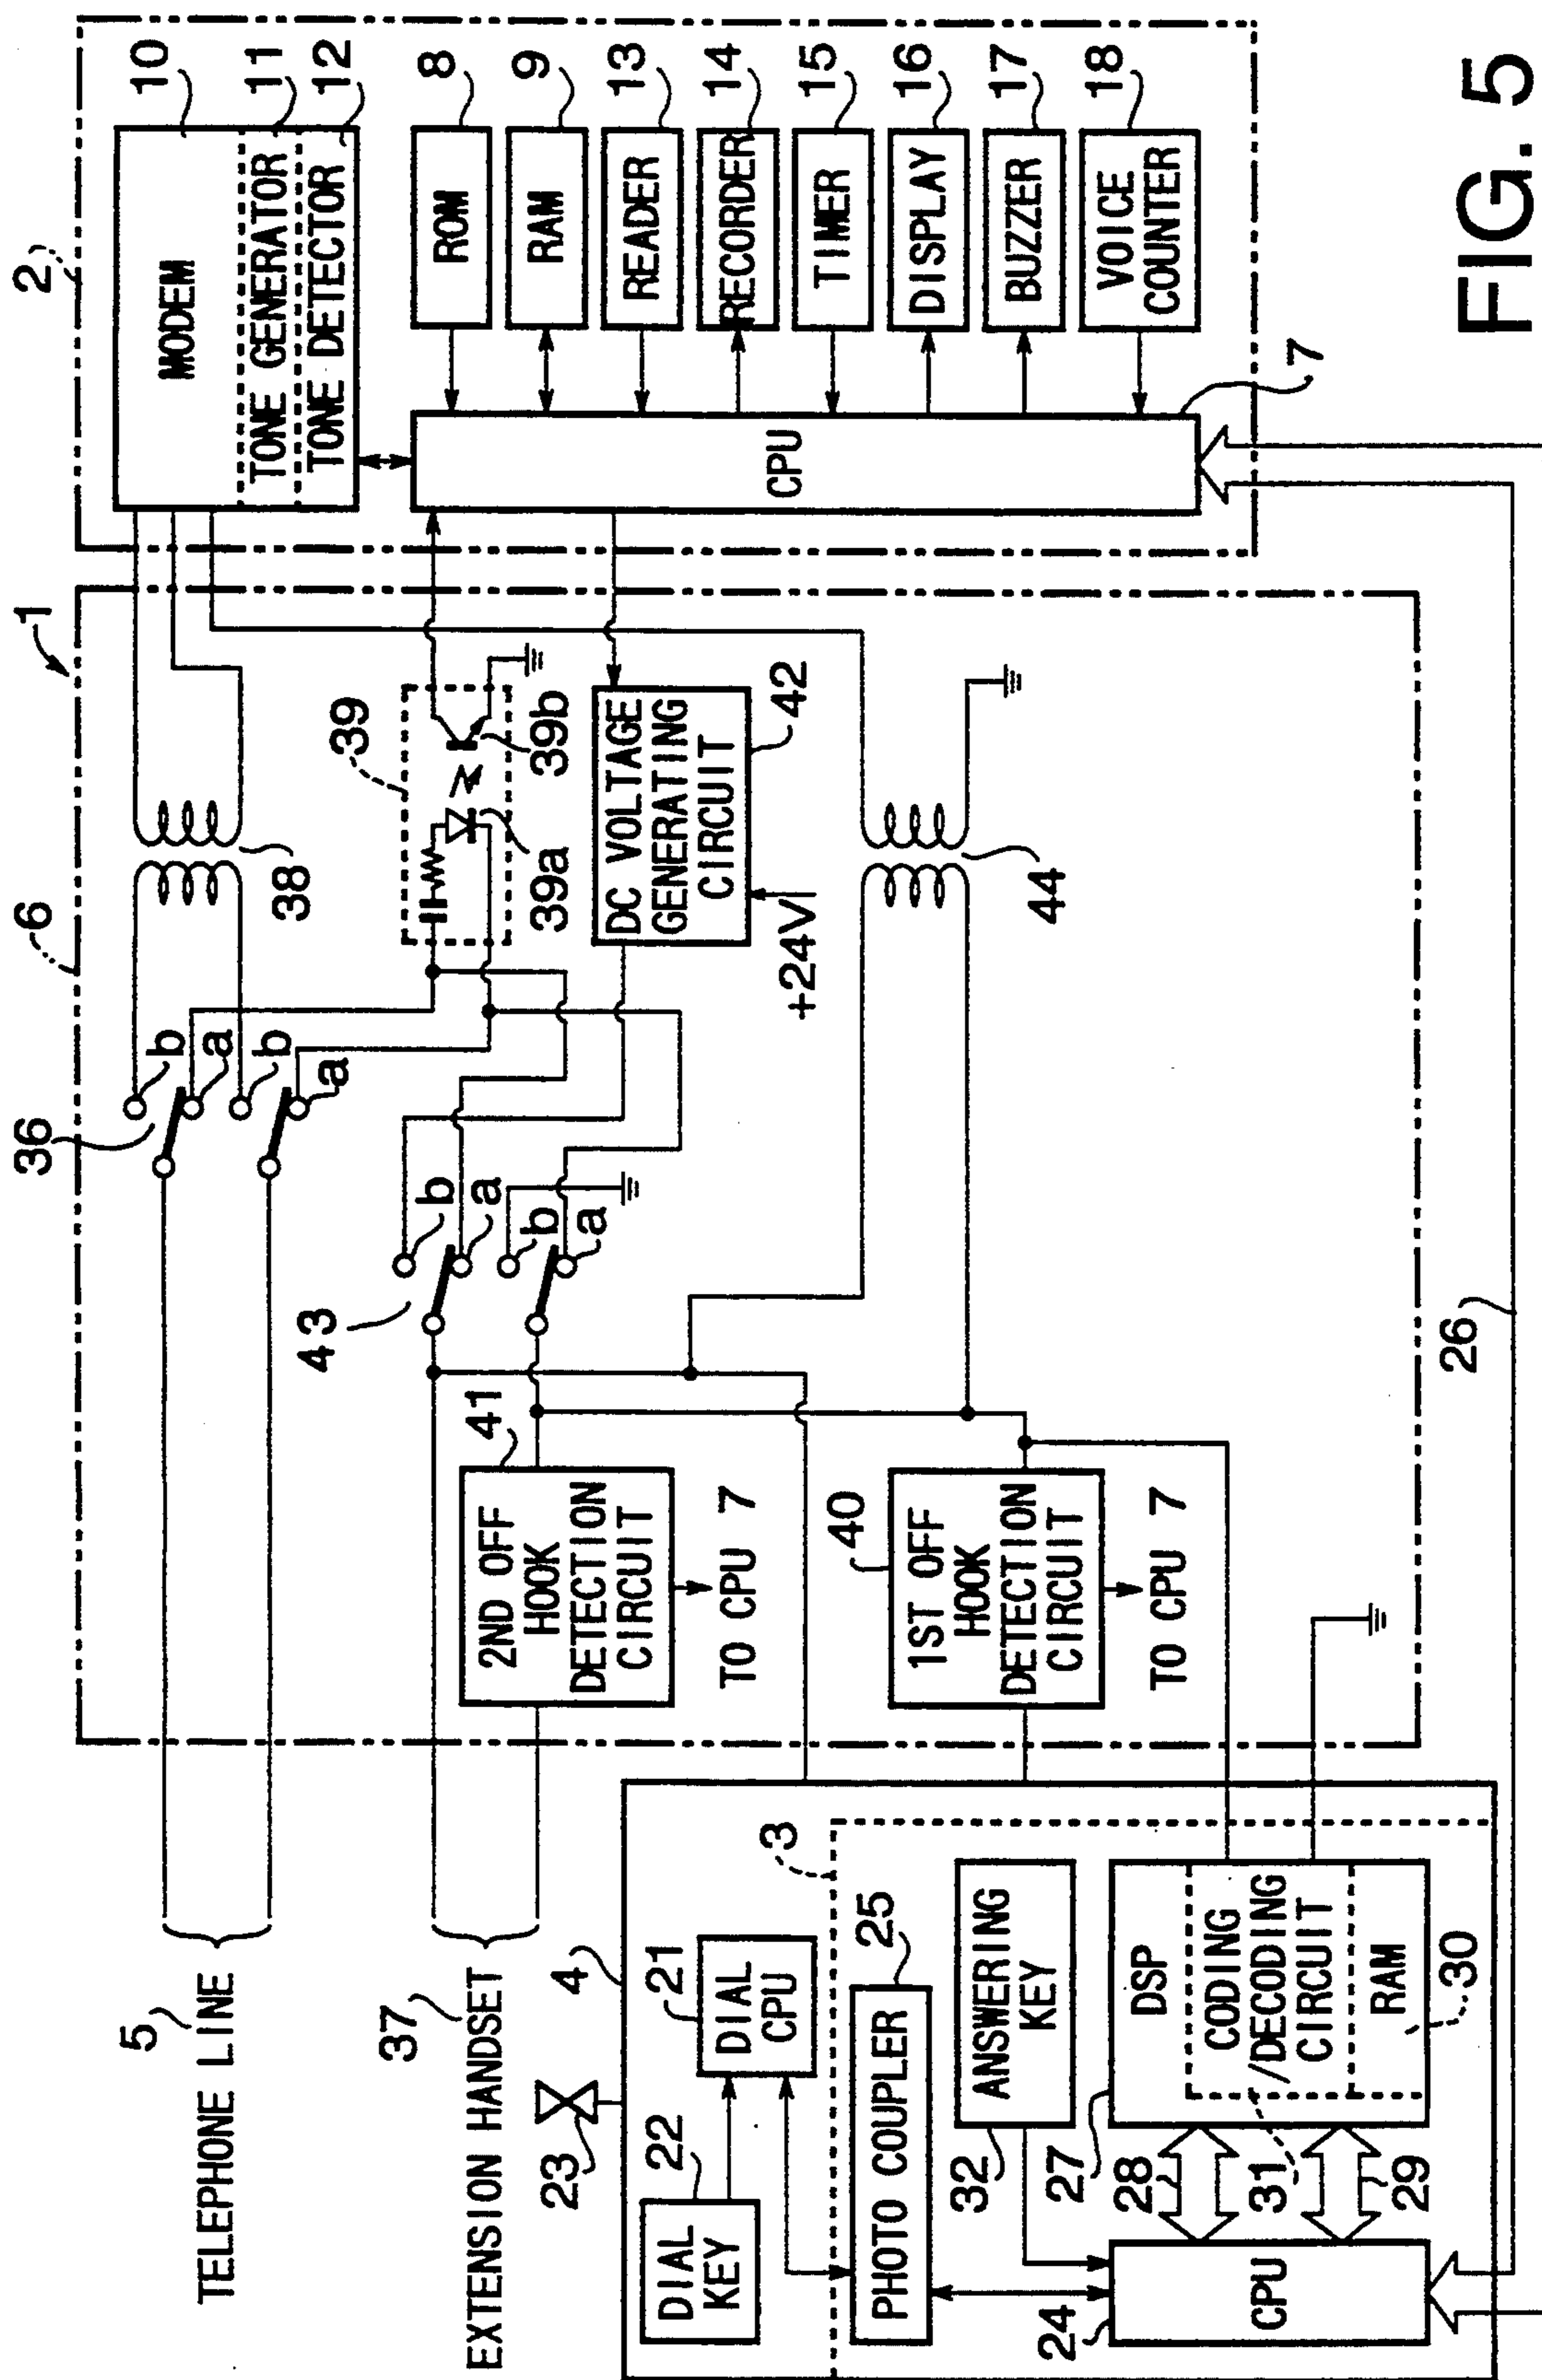 FIG. 5
1
2
6
MODEM
10
TONE GENERATOR
11
TONE DETECTOR
12
ROM
8
RAM
9
READER
13
RECORDER
14
TIMER
15
DISPLAY
16
BUZZER
17
VOICE
COUNTER
18
CPU
7
36
b
a
b
a
38
39
39a
39b
DC VOLTAGE
GENERATING
CIRCUIT
42
+24V
43
b
a
b
a
44
2ND OFF
HOOK
DETECTION
CIRCUIT
41
TO CPU 7
1ST OFF
HOOK
DETECTION
CIRCUIT
40
TO CPU 7
26
5
TELEPHONE LINE
37
EXTENSION HANDSET
4
23
DIAL
KEY
22
DIAL
CPU
21
3
PHOTO COUPLER
25
ANSWERING
KEY
32
DSP
27
CODING
/DECODING
CIRCUIT
RAM
30
28
31
29
CPU
24